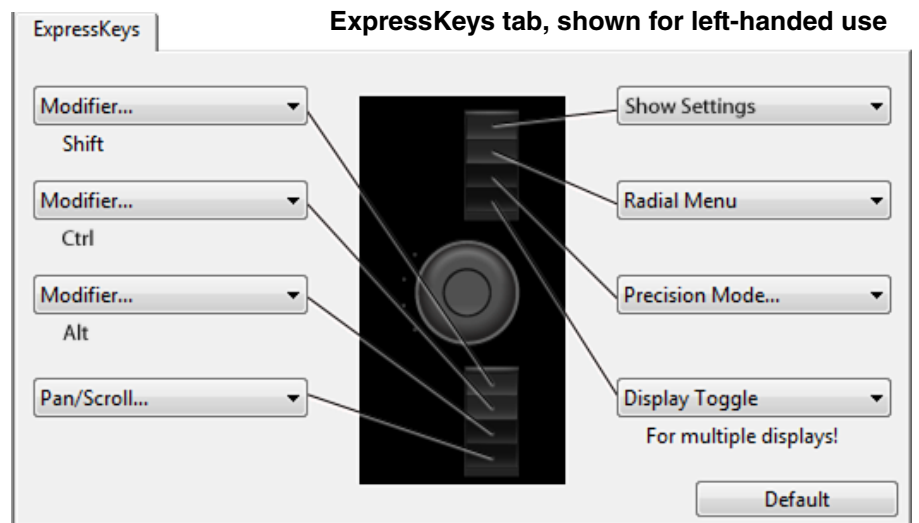 ExpressKeys tab, shown for left-handed use
ExpressKeys
Modifier...
Shift
Modifier...
Ctrl
Modifier...
Alt
Pan/Scroll...
Show Settings
Radial Menu
Precision Mode...
Display Toggle
For multiple displays!
Default